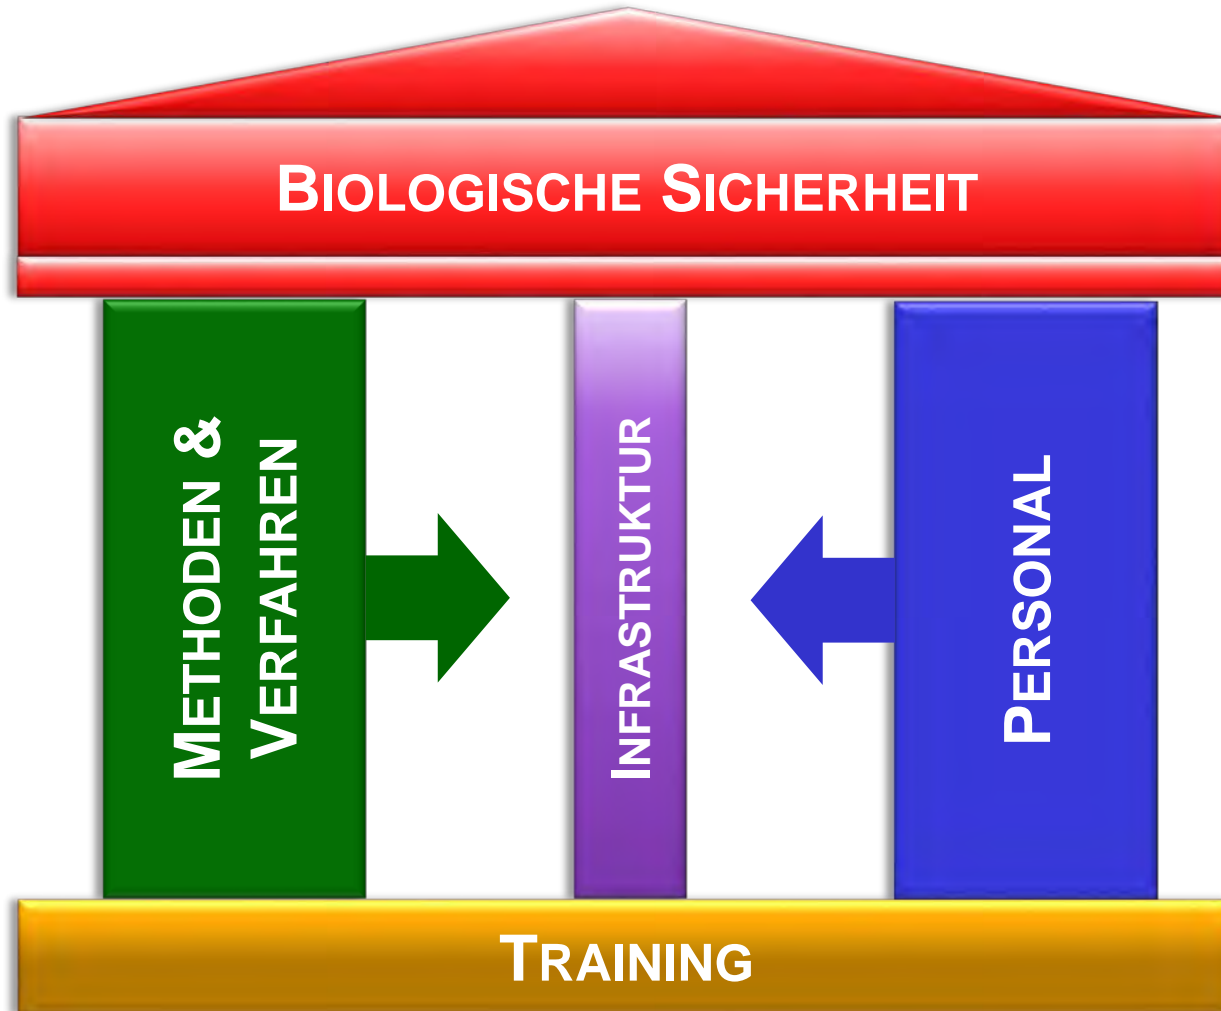 BIOLOGISCHE SICHERHEIT
METHODEN &
VERFAHREN
INFRASTRUKTUR
PERSONAL
TRAINING